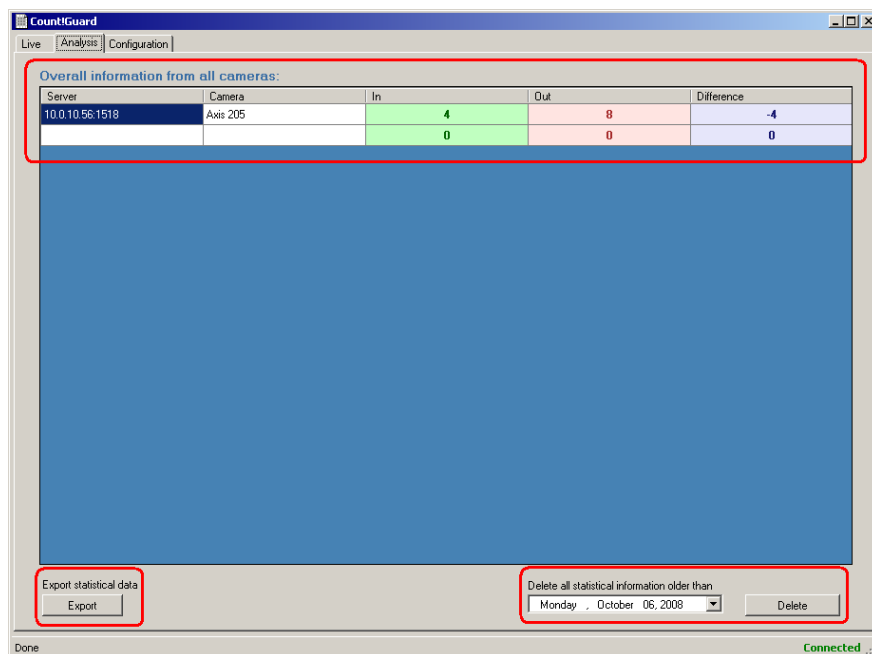 Count!Guard
Live Analysis Configuration
Overall information from all cameras:
Server Camera In Out Difference
10.0.10.56:1518 Axis 205 4 8 -4
0 0 0
Export statistical data
Export
Delete all statistical information older than
Monday , October 06, 2008
Delete
Done
Connected